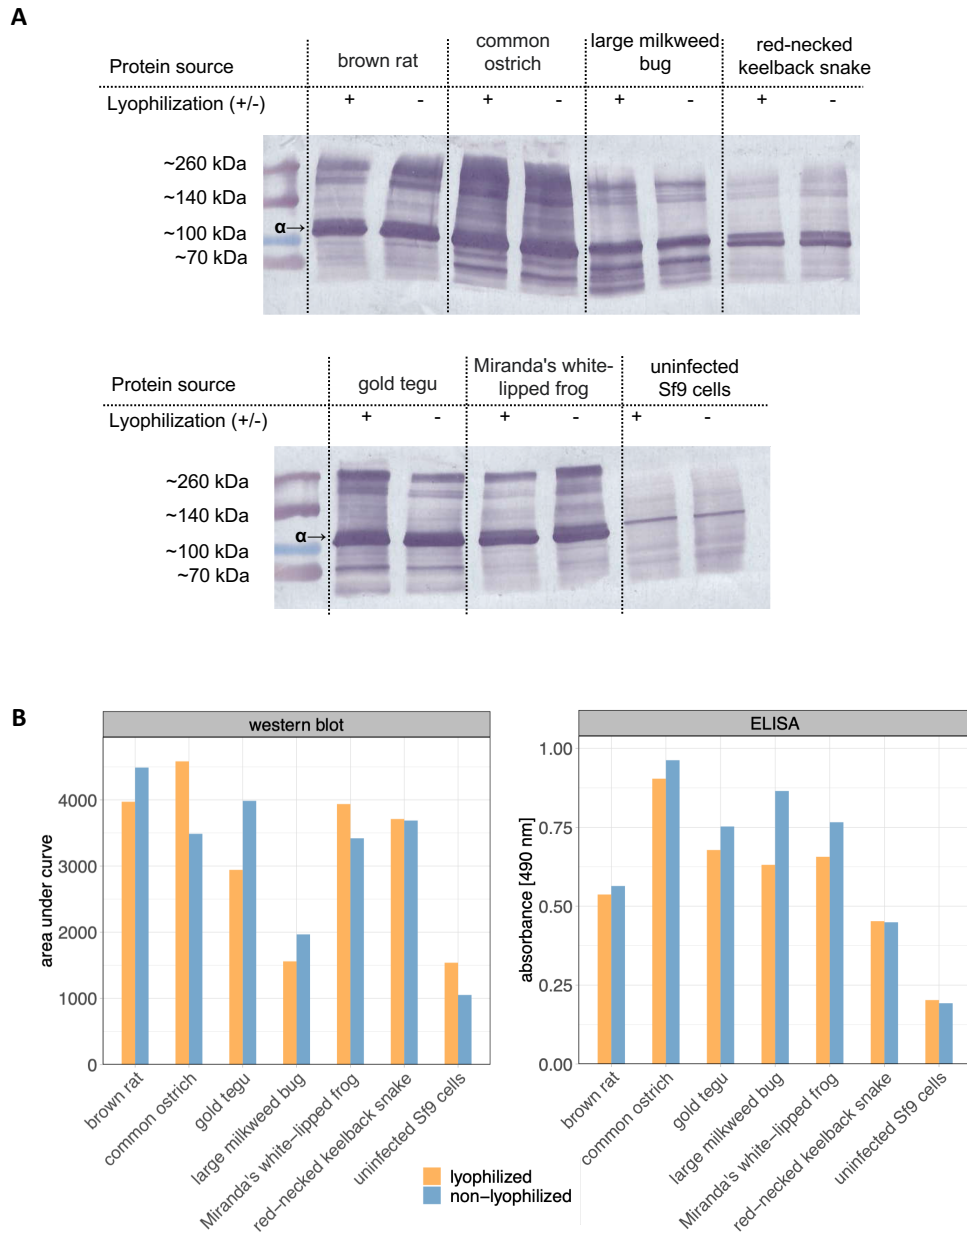 A
Protein source
brown rat
common
ostrich
large milkweed
bug
red-necked
keelback snake
Lyophilization (+/-)
+ - + - + - + -
~260 kDa
~140 kDa
α→
~100 kDa
~70 kDa
Protein source
gold tegu
Miranda's white-
lipped frog
uninfected
Sf9 cells
Lyophilization (+/-)
+ - + - + -
~260 kDa
~140 kDa
α→
~100 kDa
~70 kDa
B
western blot
area under curve
4000
3000
2000
1000
0
brown rat
common ostrich
gold tegu
large milkweed bug
Miranda's white−lipped frog
red−necked keelback snake
uninfected Sf9 cells
ELISA
absorbance [490 nm]
1.00
0.75
0.50
0.25
0.00
brown rat
common ostrich
gold tegu
large milkweed bug
Miranda's white−lipped frog
red−necked keelback snake
uninfected Sf9 cells
lyophilized
non−lyophilized